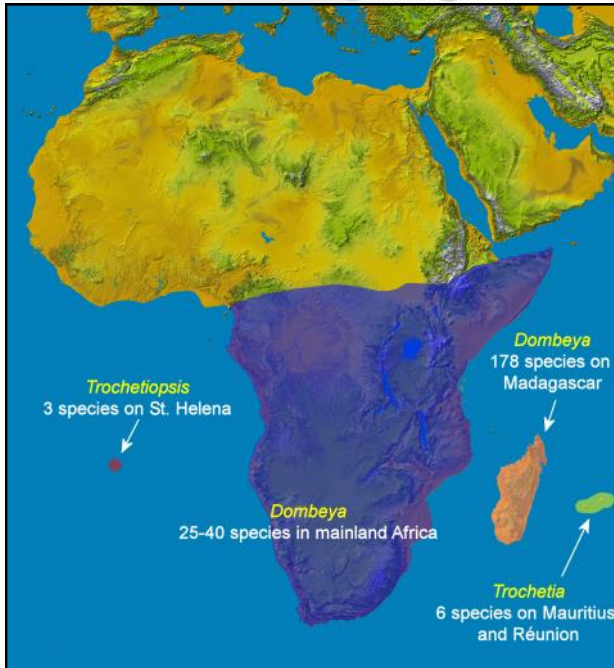 Dombeya
178 species on
Madagascar
Trochetiopsis
3 species on St. Helena
Dombeya
25-40 species in mainland Africa
Trochetia
6 species on Mauritius
and Réunion